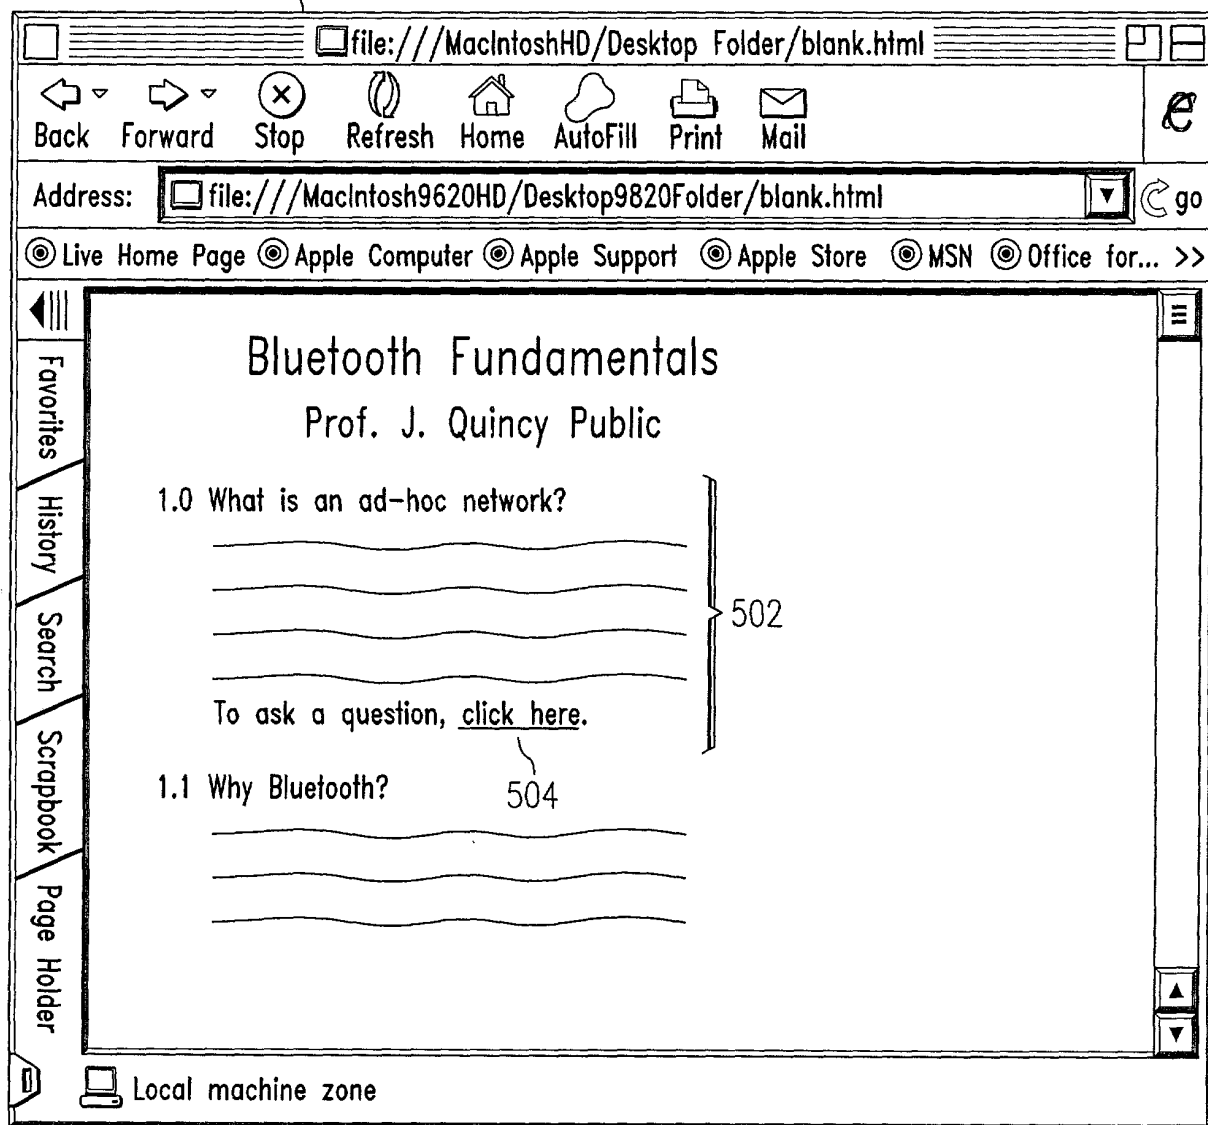 file:///MacIntoshHD/Desktop Folder/blank.html
Back Forward Stop Refresh Home AutoFill Print Mail
Address: file:///MacIntosh9620HD/Desktop9820Folder/blank.html go
Live Home Page Apple Computer Apple Support Apple Store MSN Office for... >>
Favorites
History
Search
Scrapbook
Page Holder
Bluetooth Fundamentals
Prof. J. Quincy Public
1.0 What is an ad-hoc network?
502
To ask a question, click here.
504
1.1 Why Bluetooth?
Local machine zone